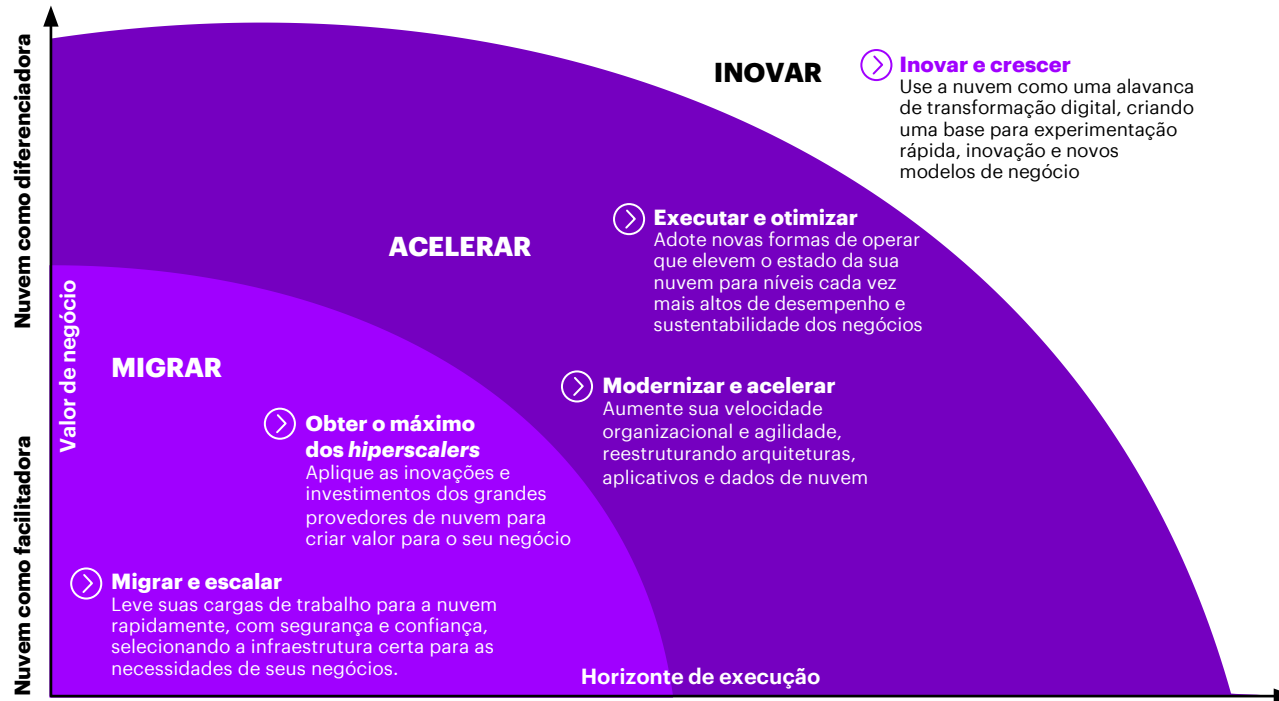 Nuvem como diferenciadora
Nuvem como facilitadora
Valor de negócio
INOVAR
Inovar e crescer
Use a nuvem como uma alavanca
de transformação digital, criando
uma base para experimentação
rápida, inovação e novos
modelos de negócio
ACELERAR
Executar e otimizar
Adote novas formas de operar
que elevem o estado da sua
nuvem para níveis cada vez
mais altos de desempenho e
sustentabilidade dos negócios
Modernizar e acelerar
Aumente sua velocidade
organizacional e agilidade,
reestruturando arquiteturas,
aplicativos e dados de nuvem
MIGRAR
Obter o máximo
dos hiperscalers
Aplique as inovações e
investimentos dos grandes
provedores de nuvem para
criar valor para o seu negócio
Migrar e escalar
Leve suas cargas de trabalho para a nuvem
rapidamente, com segurança e confiança,
selecionando a infraestrutura certa para as
necessidades de seus negócios.
Horizonte de execução